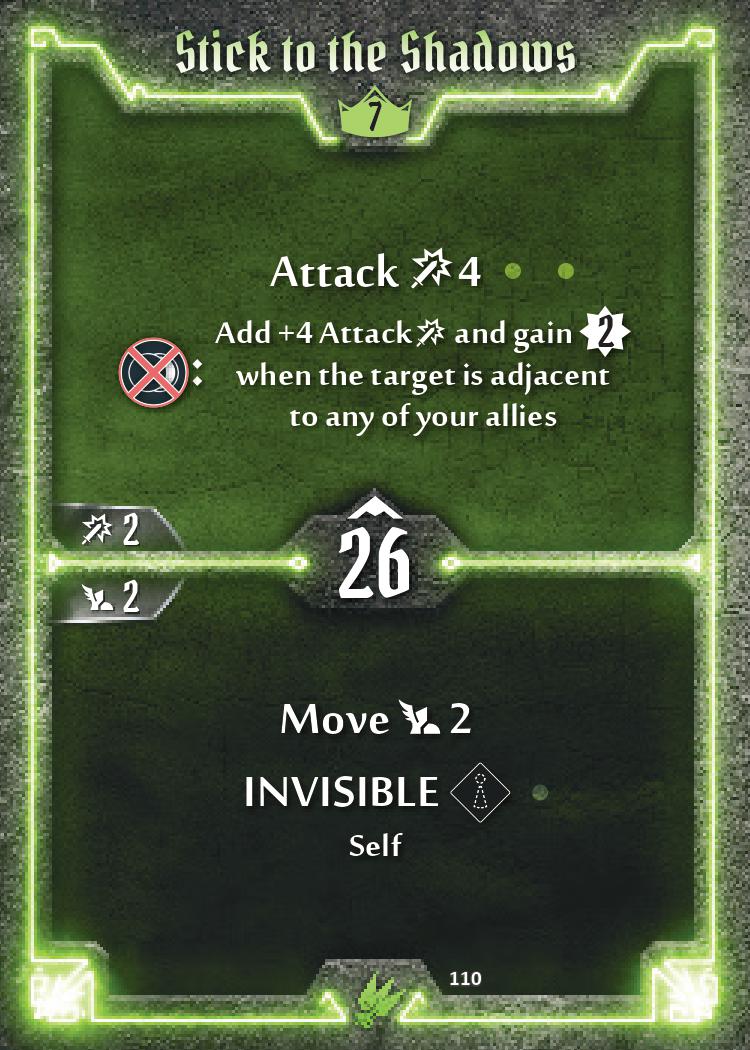 Stick to the Shadows
7
Attack 4
Add +4 Attack and gain 2
:
when the target is adjacent
to any of your allies
2
26
2
Move 2
INVISIBLE
Self
110